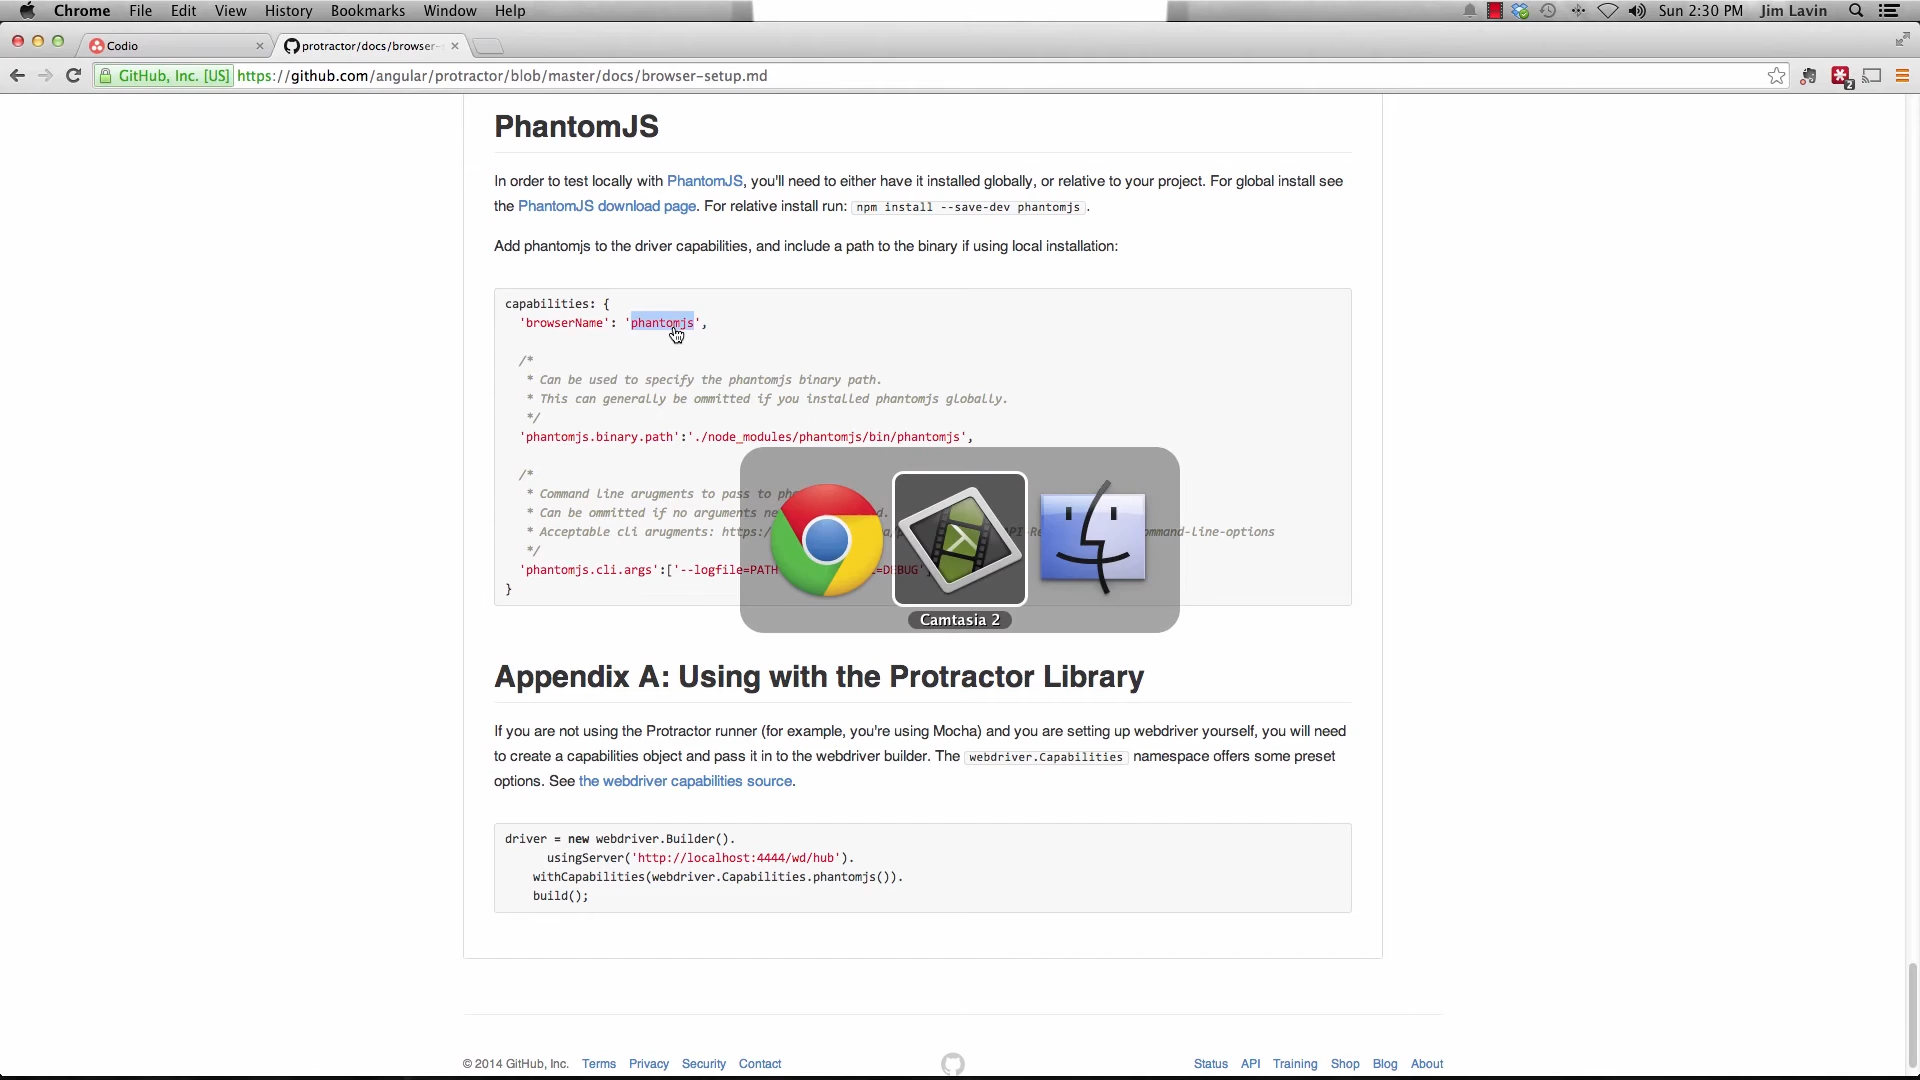 Chrome File Edit View History Bookmarks Window Help Sun 2:30 PM Jim Lavin
Codio protractor/docs/browser-
GitHub, Inc. [US] https://github.com/angular/protractor/blob/master/docs/browser-setup.md
2
PhantomJS
In order to test locally with PhantomJS, you'll need to either have it installed globally, or relative to your project. For global install see
the PhantomJS download page. For relative install run: npm install --save-dev phantomjs .
Add phantomjs to the driver capabilities, and include a path to the binary if using local installation:
capabilities: {
'browserName': 'phantomjs',
/*
* Can be used to specify the phantomjs binary path.
* This can generally be ommitted if you installed phantomjs globally.
*/
'phantomjs.binary.path':'./node_modules/phantomjs/bin/phantomjs',
/*
* Command line arugments to pass to
* Can be ommitted if no arguments
* Acceptable cli arugments: https:/ mmand-line-options
*/
'phantomjs.cli.args':['--logfile=PATH =DEBUG'
}
Camtasia 2
Appendix A: Using with the Protractor Library
If you are not using the Protractor runner (for example, you're using Mocha) and you are setting up webdriver yourself, you will need
to create a capabilities object and pass it in to the webdriver builder. The webdriver.Capabilities namespace offers some preset
options. See the webdriver capabilities source.
driver = new webdriver.Builder().
usingServer('http://localhost:4444/wd/hub').
withCapabilities(webdriver.Capabilities.phantomjs()).
build();
© 2014 GitHub, Inc. Terms Privacy Security Contact Status API Training Shop Blog About